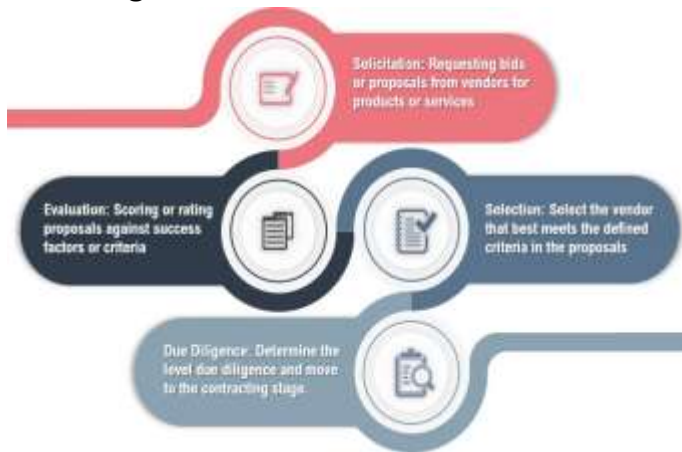 Solicitation: Requesting bids
or proposals from vendors for
products or services
Evaluation: Scoring or rating
proposals against success
factors or criteria
Selection: Select the vendor
that best meets the defined
criteria in the proposals
Due Diligence: Determine the
level due diligence and move
to the contracting stage.